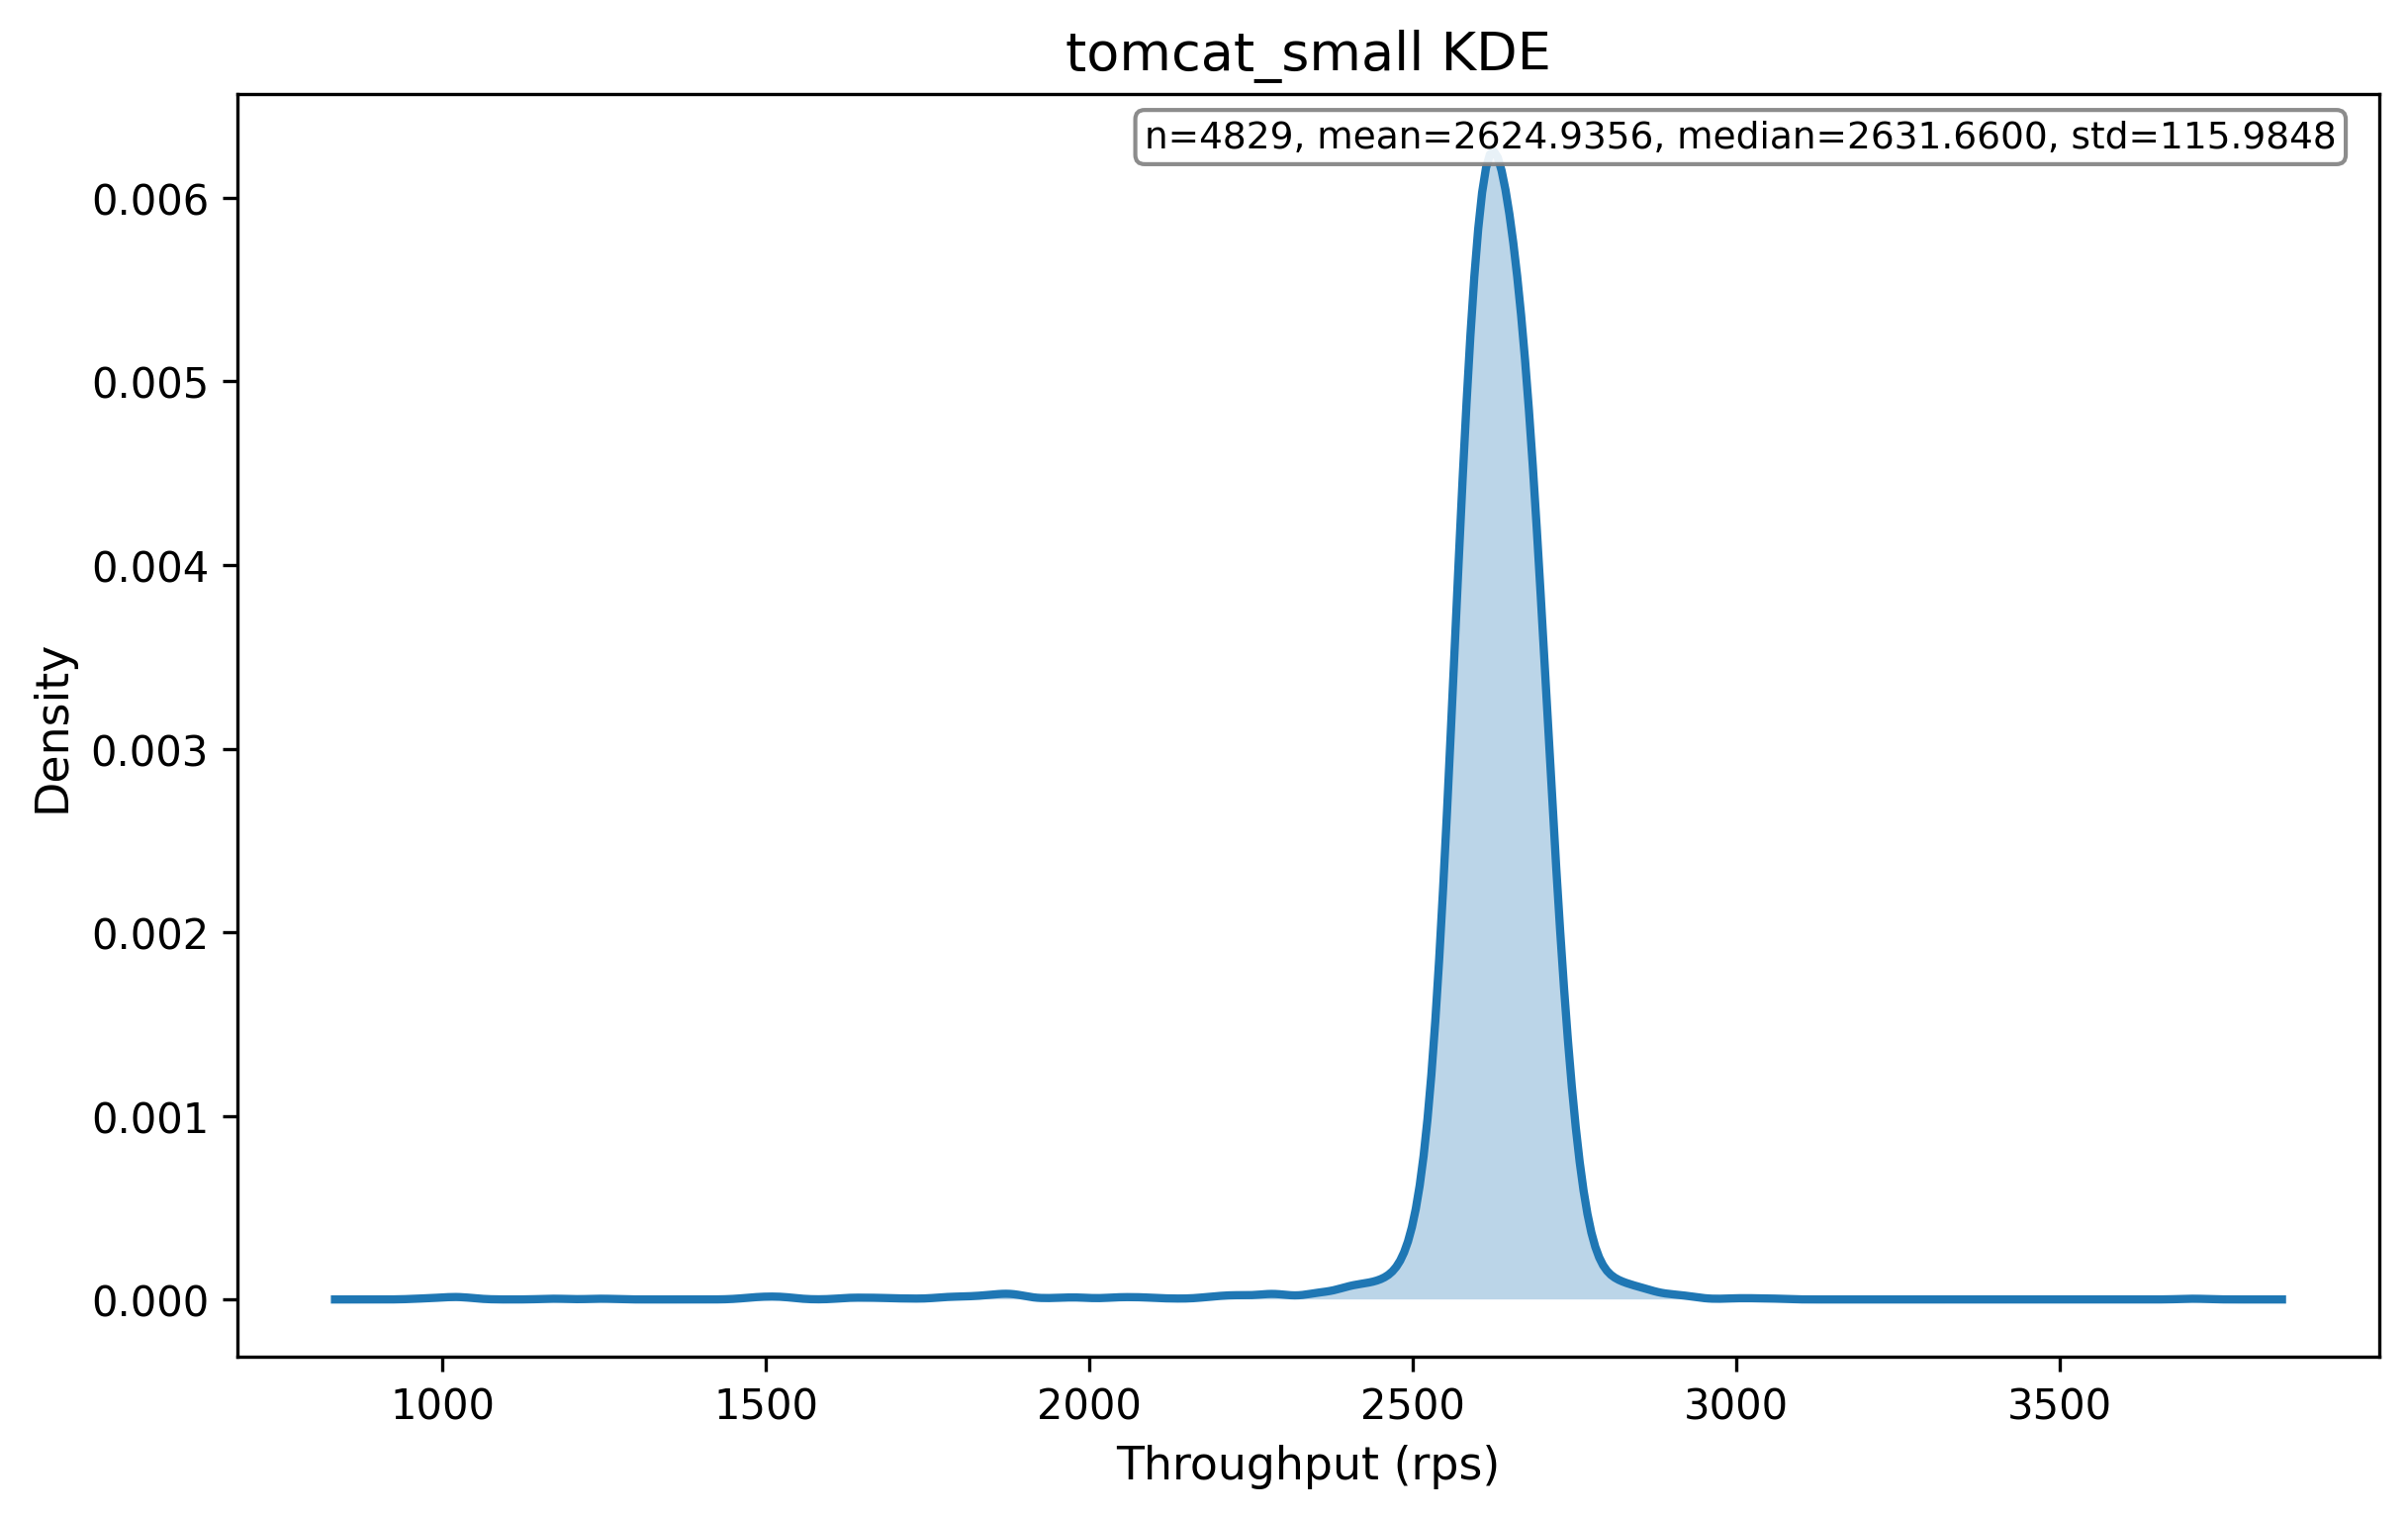 tomcat_small KDE
n=4829, mean=2624.9356, median=2631.6600, std=115.9848
0.006
0.005
0.004
0.003
0.002
0.001
0.000
Density
1000 1500 2000 2500 3000 3500
Throughput (rps)